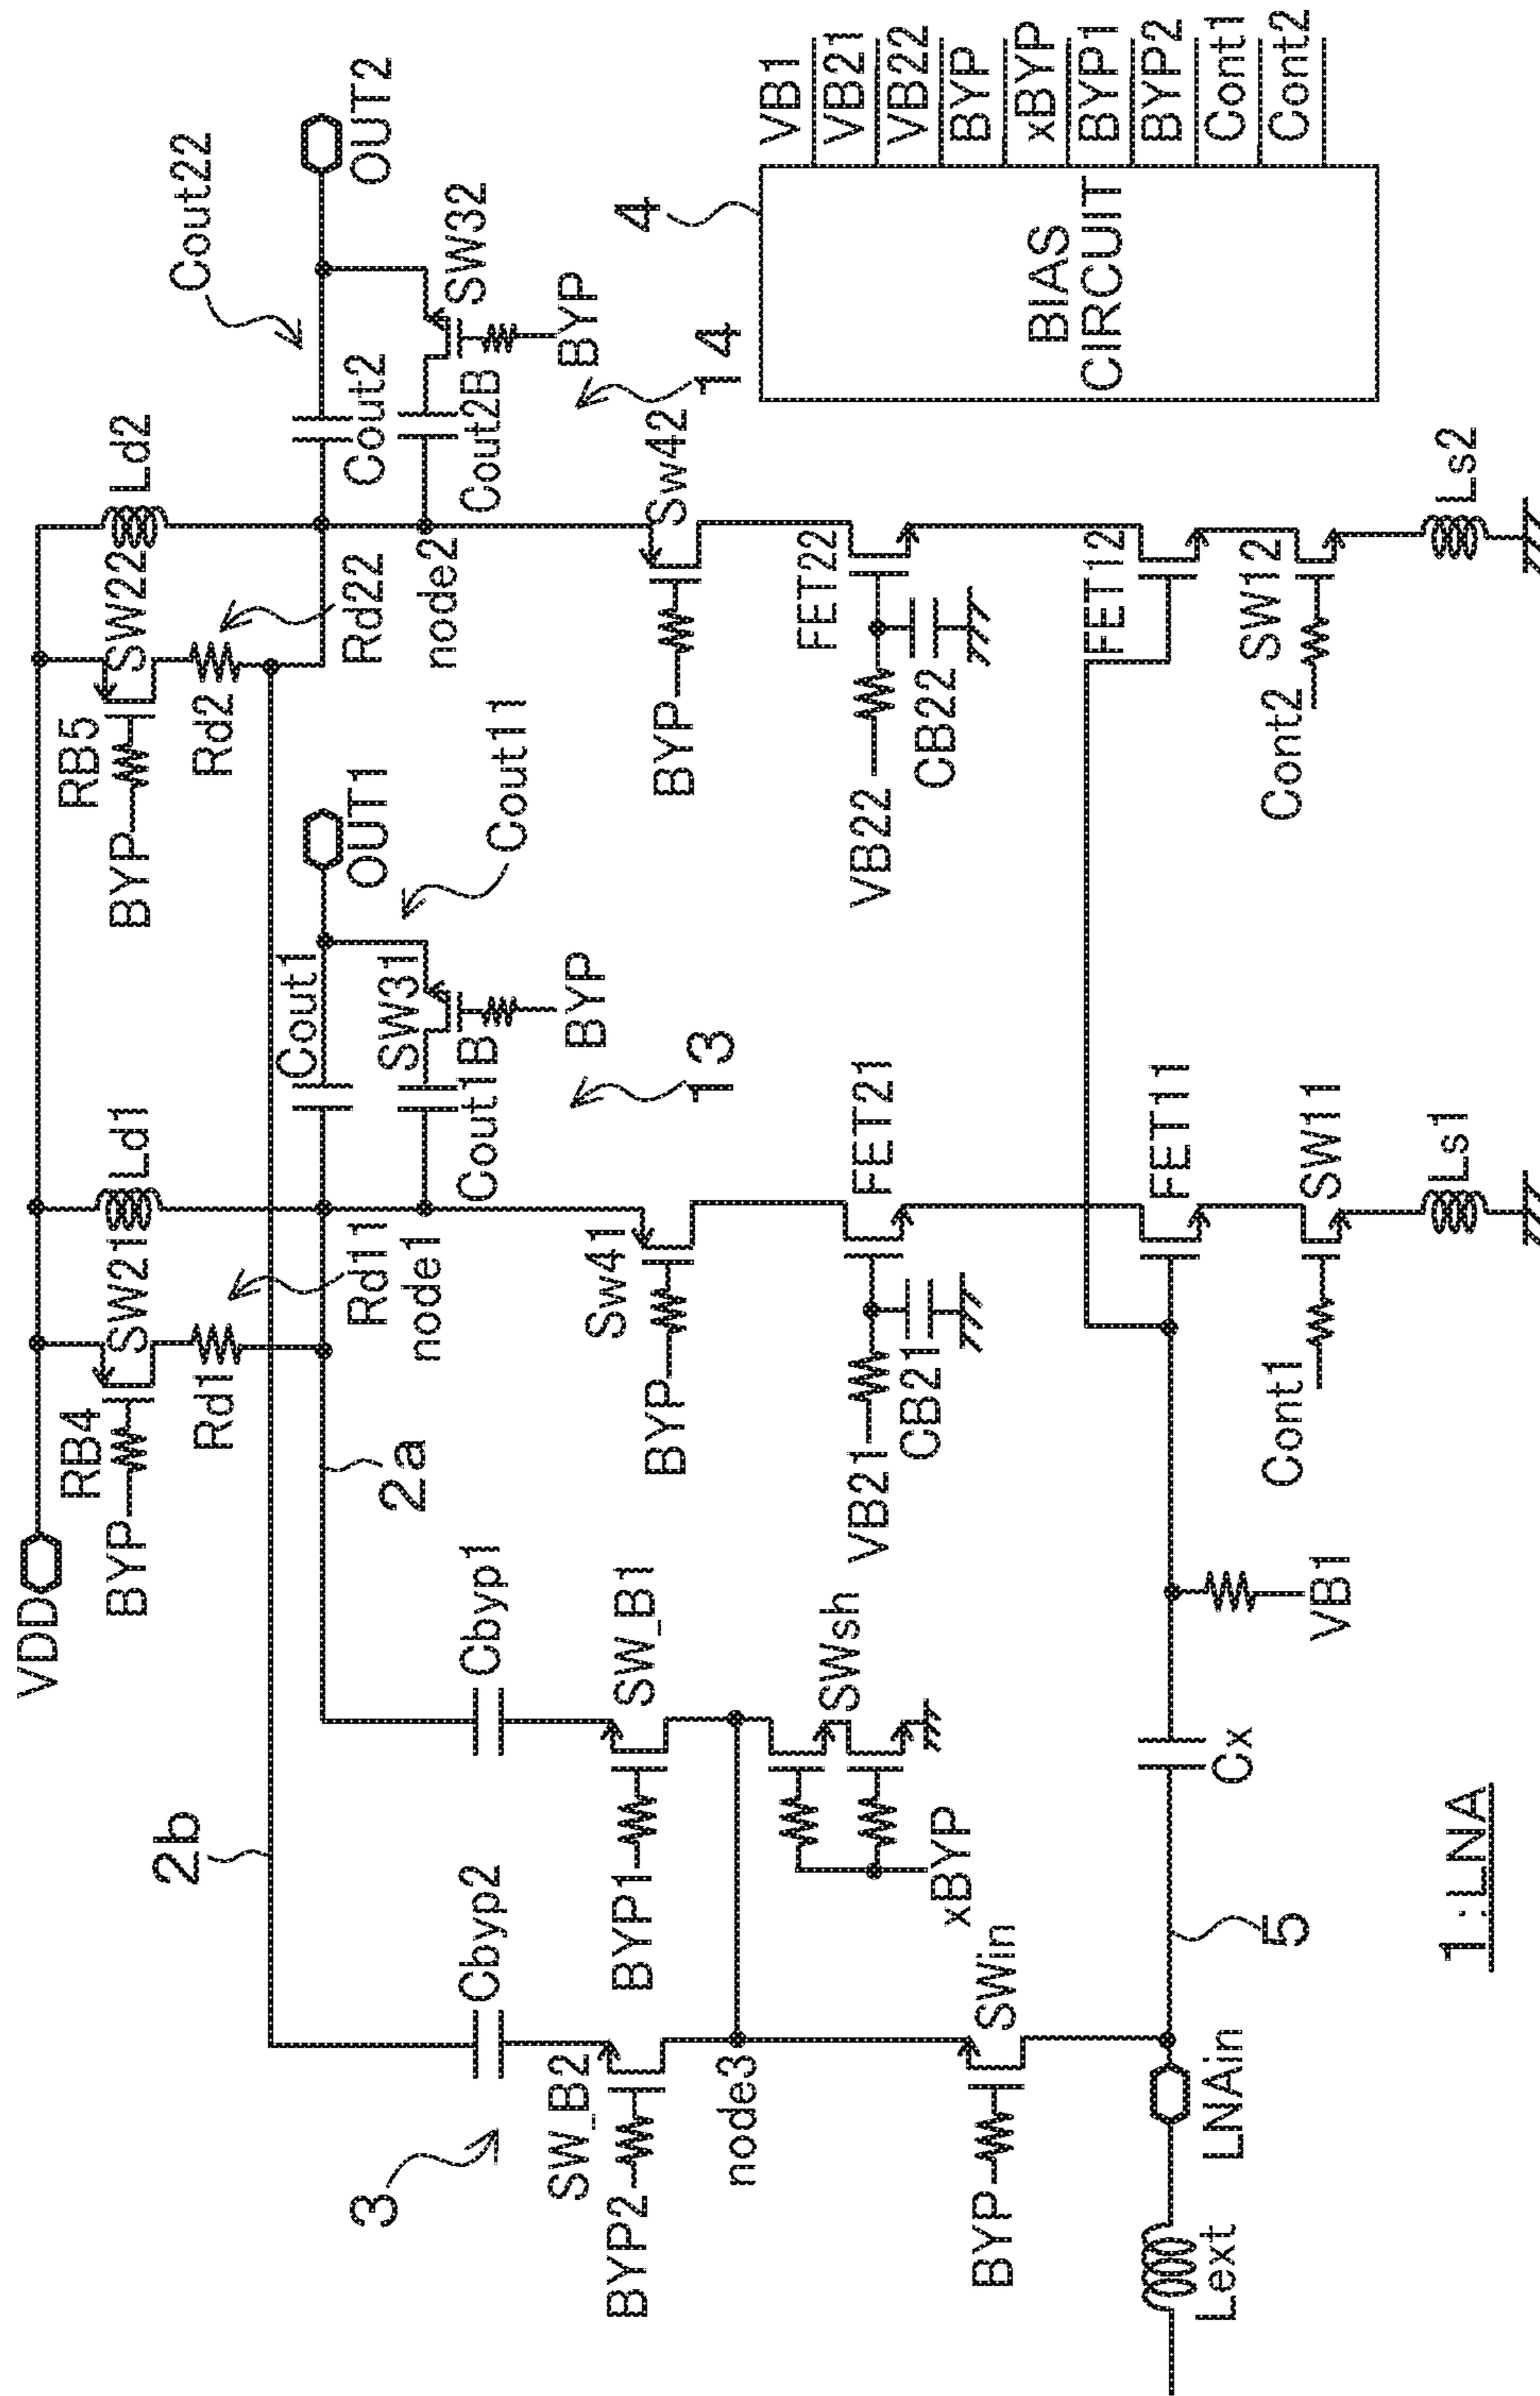 VDD
BYP
RB4
SW21
Rd1
Rd11
Ld1
BYP
RB5
SW22
Rd2
Rd22
Ld2
2b
2a
node1
Cout1
SW31
Cout1B
BYP
OUT1
Cout11
13
node2
Cout2
Cout2B
SW32
BYP
OUT2
Cout22
14
3
Cbyp2
Cbyp1
SW_B2
BYP2
SW_B1
BYP1
node3
SWsh
xBYP
SWin
BYP
Sw41
BYP
FET21
VB21
CB21
Sw42
BYP
FET22
VB22
CB22
4
BIAS
CIRCUIT
VB1
VB21
VB22
BYP
xBYP
BYP1
BYP2
Cont1
Cont2
Lext
LNAin
5
Cx
VB1
FET11
SW11
Cont1
Ls1
FET12
SW12
Cont2
Ls2
1:LNA